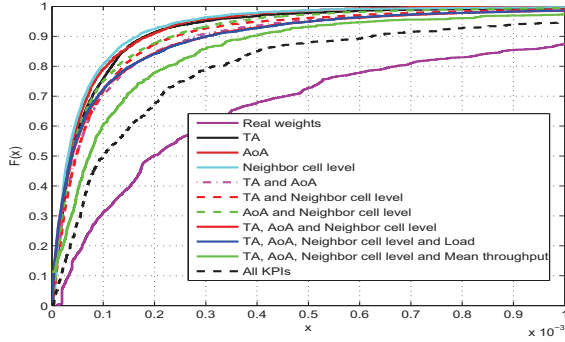 1
0.9
0.8
0.7
0.6
0.5
0.4
0.3
0.2
0.1
0
F(x)
Real weights
TA
AoA
Neighbor cell level
TA and AoA
TA and Neighbor cell level
AoA and Neighbor cell level
TA, AoA and Neighbor cell level
TA, AoA, Neighbor cell level and Load
TA, AoA, Neighbor cell level and Mean throughput
All KPIs
0 0.1 0.2 0.3 0.4 0.5 0.6 0.7 0.8 0.9 1
x
x 10⁻³